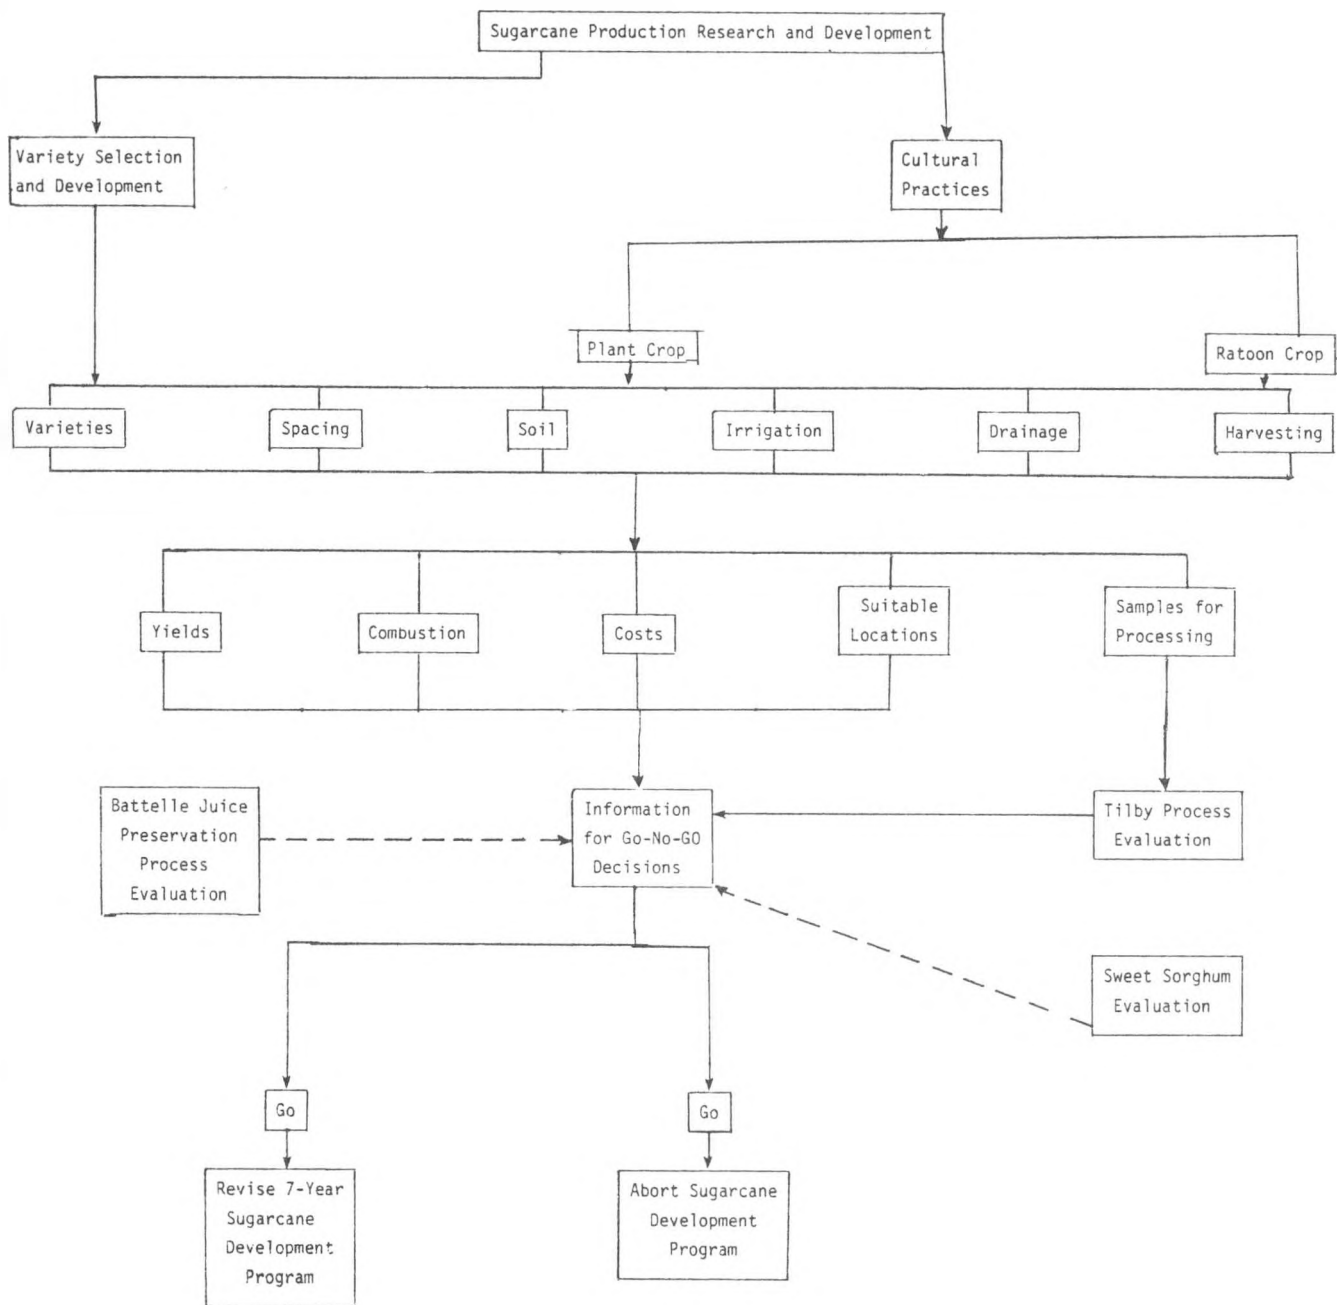 Sugarcane Production Research and Development
Variety Selection
and Development
Cultural
Practices
Plant Crop
Ratoon Crop
Varieties
Spacing
Soil
Irrigation
Drainage
Harvesting
Yields
Combustion
Costs
Suitable
Locations
Samples for
Processing
Battelle Juice
Preservation
Process
Evaluation
Information
for Go-No-GO
Decisions
Tilby Process
Evaluation
Sweet Sorghum
Evaluation
Go
Go
Revise 7-Year
Sugarcane
Development
Program
Abort Sugarcane
Development
Program